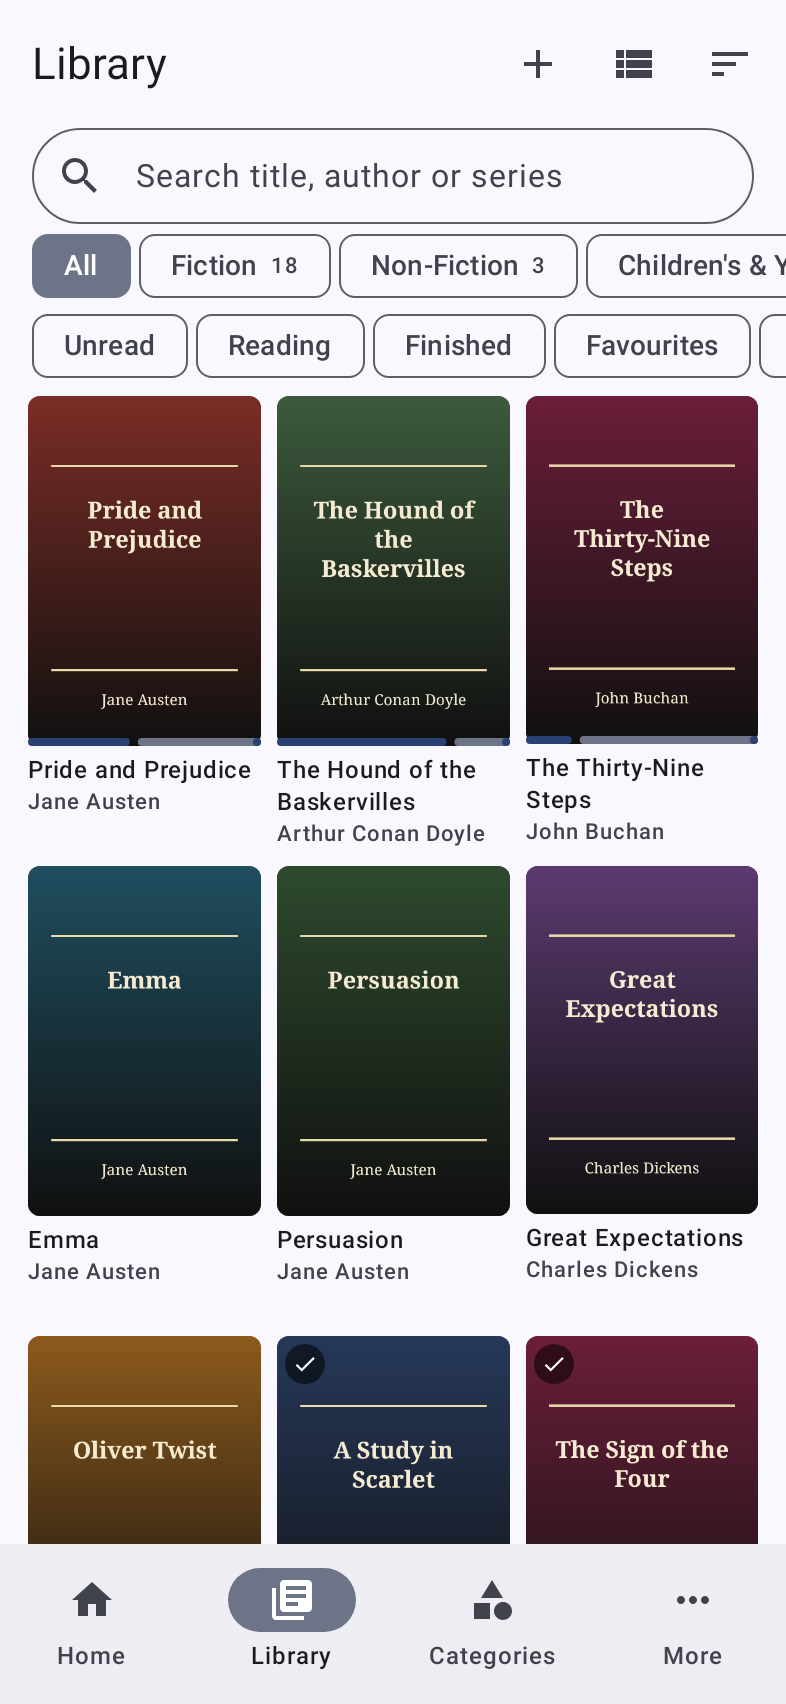 Library
Search title, author or series
All
Fiction 18
Non-Fiction 3
Children's & Y
Unread
Reading
Finished
Favourites
Pride and
Prejudice
Jane Austen
The Hound of
the
Baskervilles
Arthur Conan Doyle
The
Thirty-Nine
Steps
John Buchan
Pride and Prejudice
Jane Austen
The Hound of the
Baskervilles
Arthur Conan Doyle
The Thirty-Nine
Steps
John Buchan
Emma
Jane Austen
Persuasion
Jane Austen
Great
Expectations
Charles Dickens
Emma
Jane Austen
Persuasion
Jane Austen
Great Expectations
Charles Dickens
Oliver Twist
A Study in
Scarlet
The Sign of the
Four
Home
Library
Categories
More